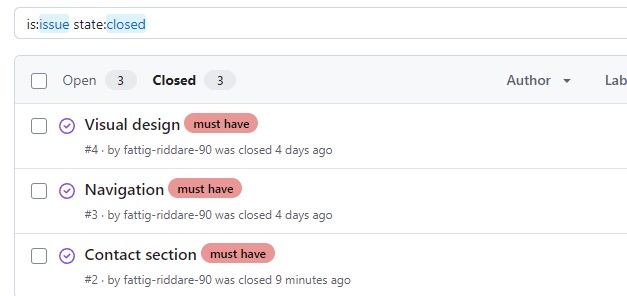 is:issue state:closed
Open 3 Closed 3 Author Lab
Visual design must have
#4 · by fattig-riddare-90 was closed 4 days ago
Navigation must have
#3 · by fattig-riddare-90 was closed 4 days ago
Contact section must have
#2 · by fattig-riddare-90 was closed 9 minutes ago